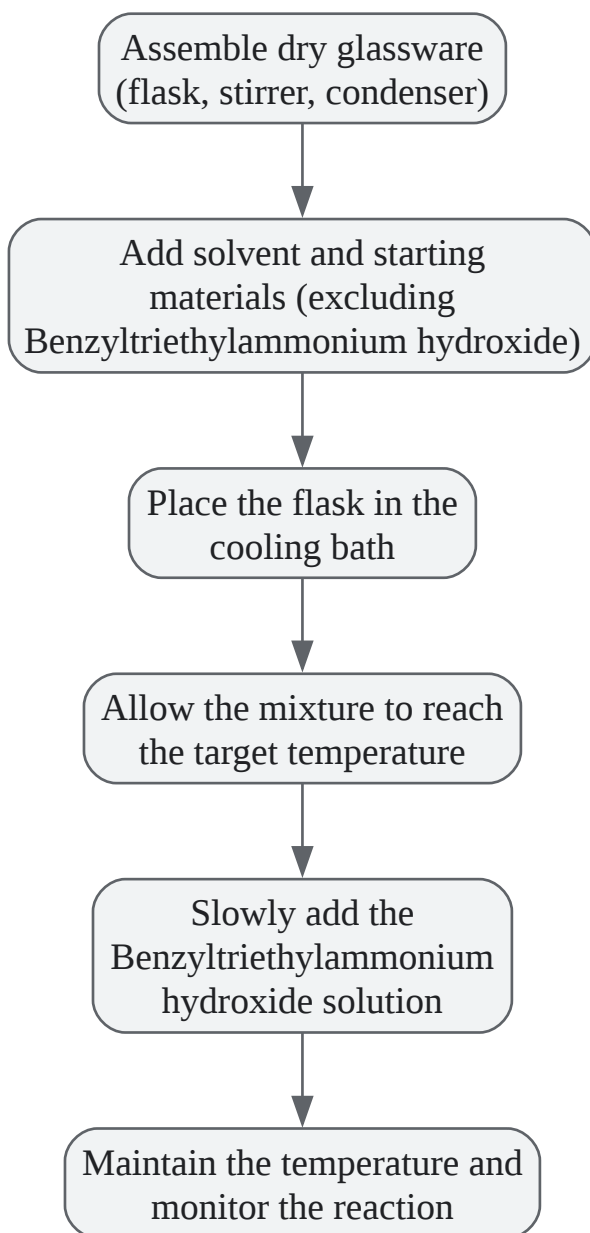 Assemble dry glassware
(flask, stirrer, condenser)
Add solvent and starting
materials (excluding
Benzyltriethylammonium hydroxide)
Place the flask in the
cooling bath
Allow the mixture to reach
the target temperature
Slowly add the
Benzyltriethylammonium
hydroxide solution
Maintain the temperature and
monitor the reaction